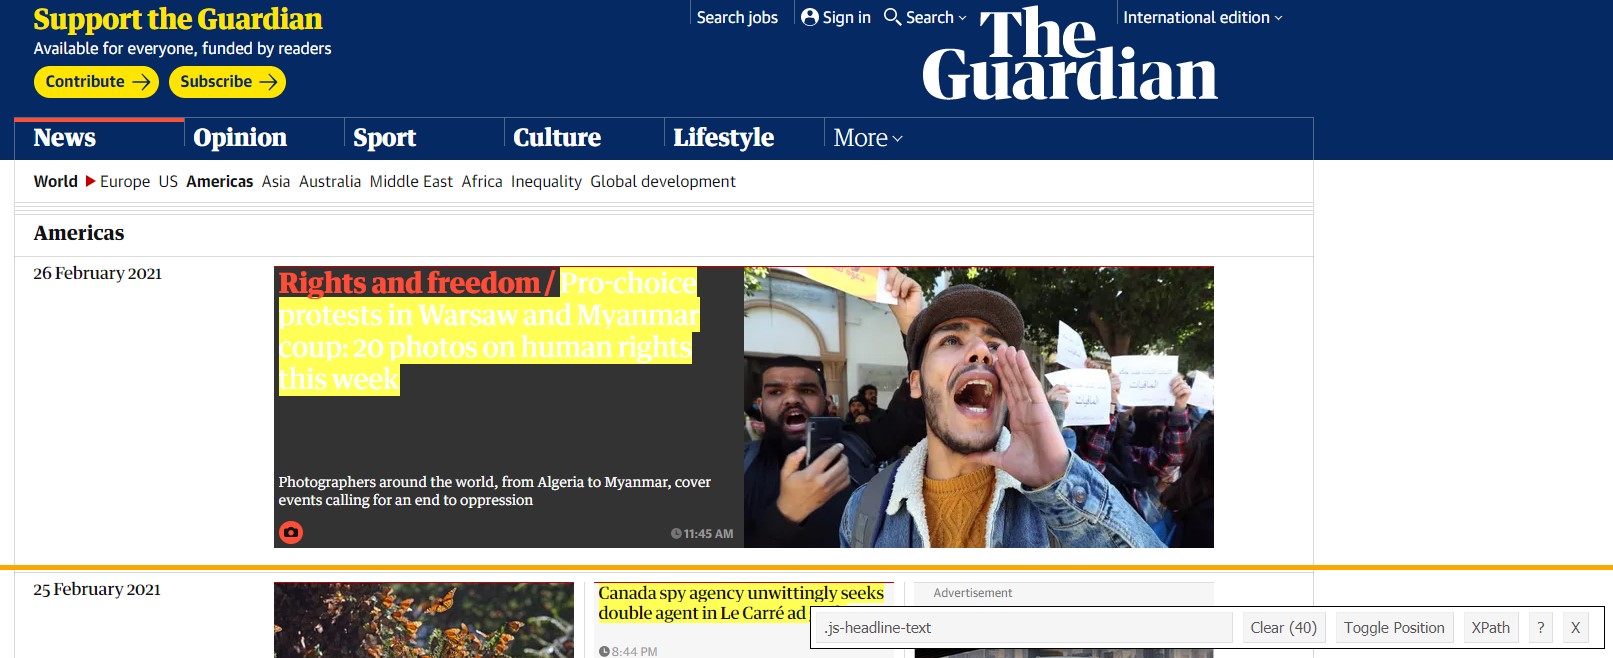 Support the Guardian
Available for everyone, funded by readers
Contribute
Subscribe
Search jobs
Sign in
Search
International edition
The
Guardian
News
Opinion
Sport
Culture
Lifestyle
More
World
Europe
US
Americas
Asia
Australia
Middle East
Africa
Inequality
Global development
Americas
26 February 2021
Rights and freedom / Pro-choice
protests in Warsaw and Myanmar
coup: 20 photos on human rights
this week
Photographers around the world, from Algeria to Myanmar, cover
events calling for an end to oppression
11:45 AM
25 February 2021
Canada spy agency unwittingly seeks
double agent in Le Carré ad
8:44 PM
Advertisement
.js-headline-text
Clear (40)
Toggle Position
XPath
?
X